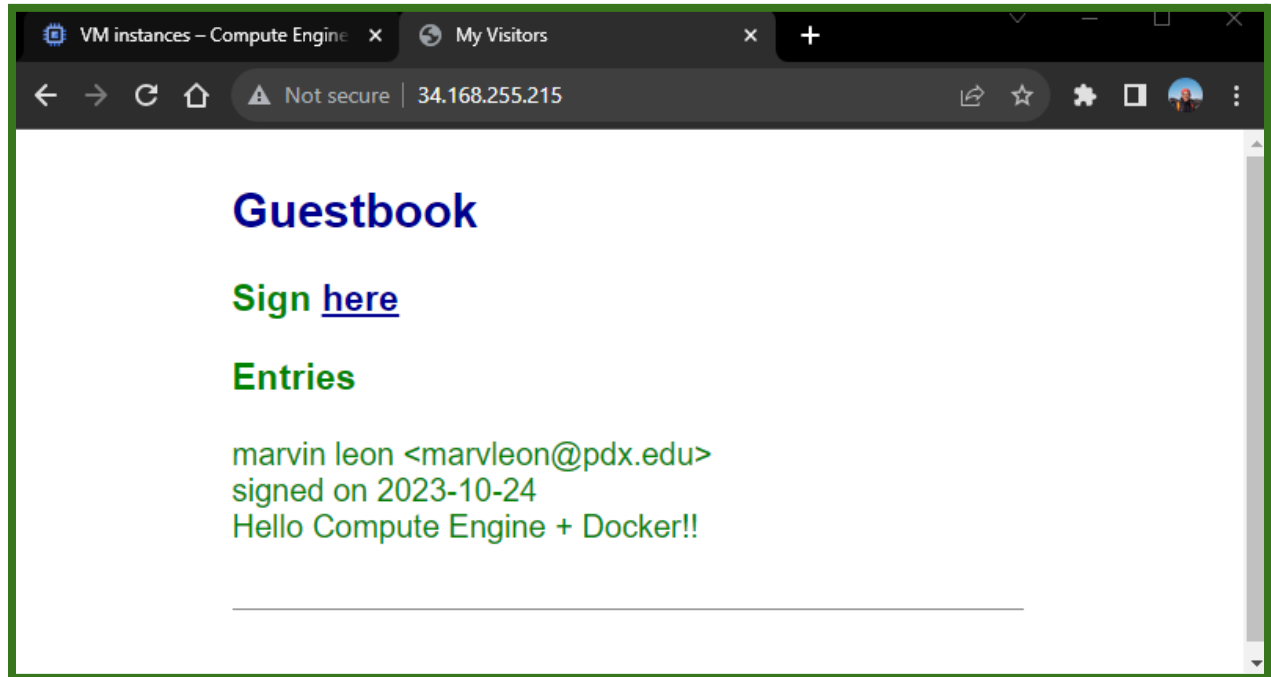 VM instances – Compute Engine
My Visitors
Not secure
34.168.255.215
Guestbook
Sign here
Entries
marvin leon <marvleon@pdx.edu>
signed on 2023-10-24
Hello Compute Engine + Docker!!